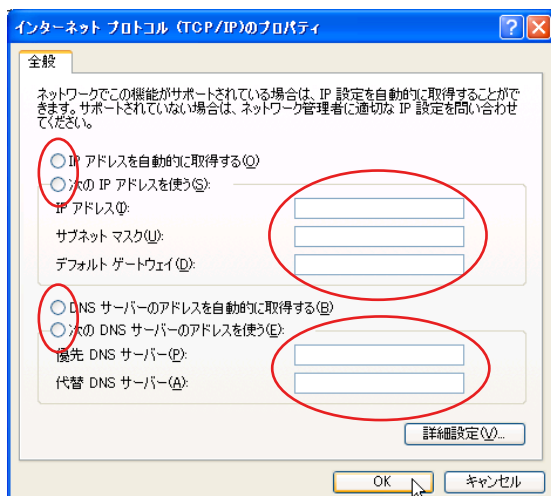 インターネット プロトコル (TCP/IP)のプロパティ
全般
ネットワークでこの機能がサポートされている場合は、IP 設定を自動的に取得することがで
きます。サポートされていない場合は、ネットワーク管理者に適切な IP 設定を問い合わせ
てください。
IP アドレスを自動的に取得する(O)
次の IP アドレスを使う(S):
IP アドレス(I):
サブネット マスク(U):
デフォルト ゲートウェイ(D):
DNS サーバーのアドレスを自動的に取得する(B)
次の DNS サーバーのアドレスを使う(E):
優先 DNS サーバー(P):
代替 DNS サーバー(A):
詳細設定(V)...
OK
キャンセル